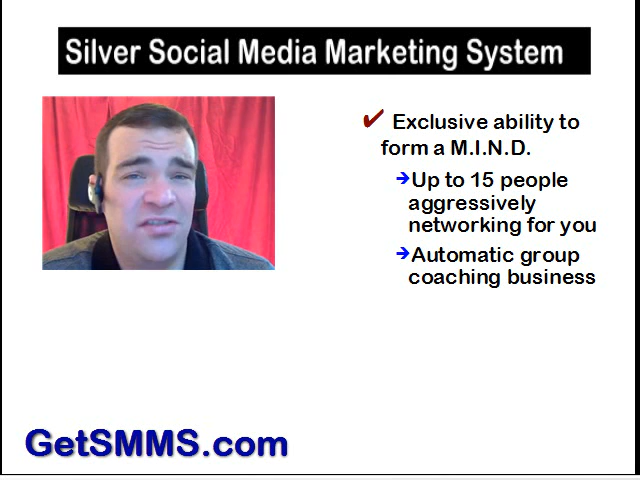 Silver Social Media Marketing System
✔ Exclusive ability to
form a M.I.N.D.
➔Up to 15 people
aggressively
networking for you
➔Automatic group
coaching business
GetSMMS.com